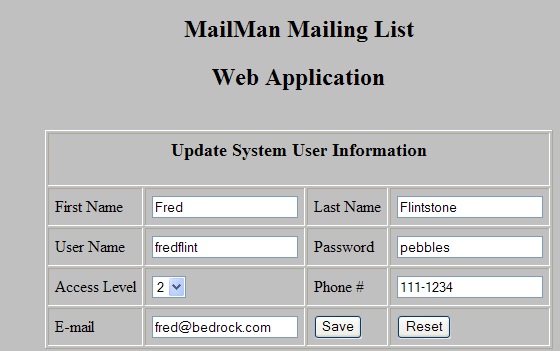 MailMan Mailing List
Web Application
Update System User Information
First Name Fred Last Name Flintstone
User Name fredflint Password pebbles
Access Level 2 Phone # 111-1234
E-mail fred@bedrock.com Save Reset